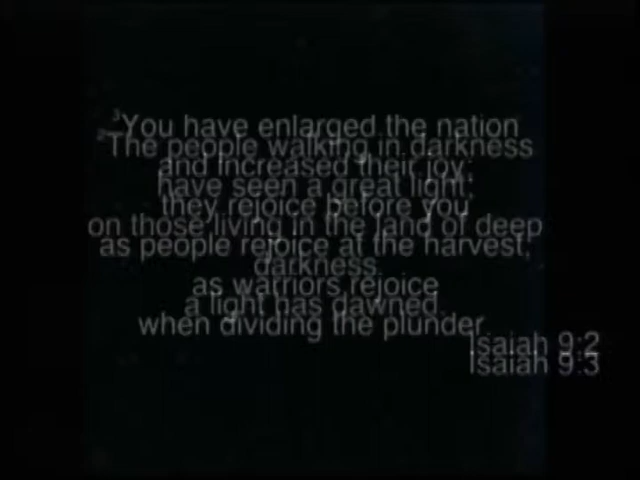 ³You have enlarged the nation
²The people walking in darkness
and increased their joy;
have seen a great light;
they rejoice before you
on those living in the land of deep
as people rejoice at the harvest,
darkness
as warriors rejoice
a light has dawned.
when dividing the plunder.
Isaiah 9:2
Isaiah 9:3